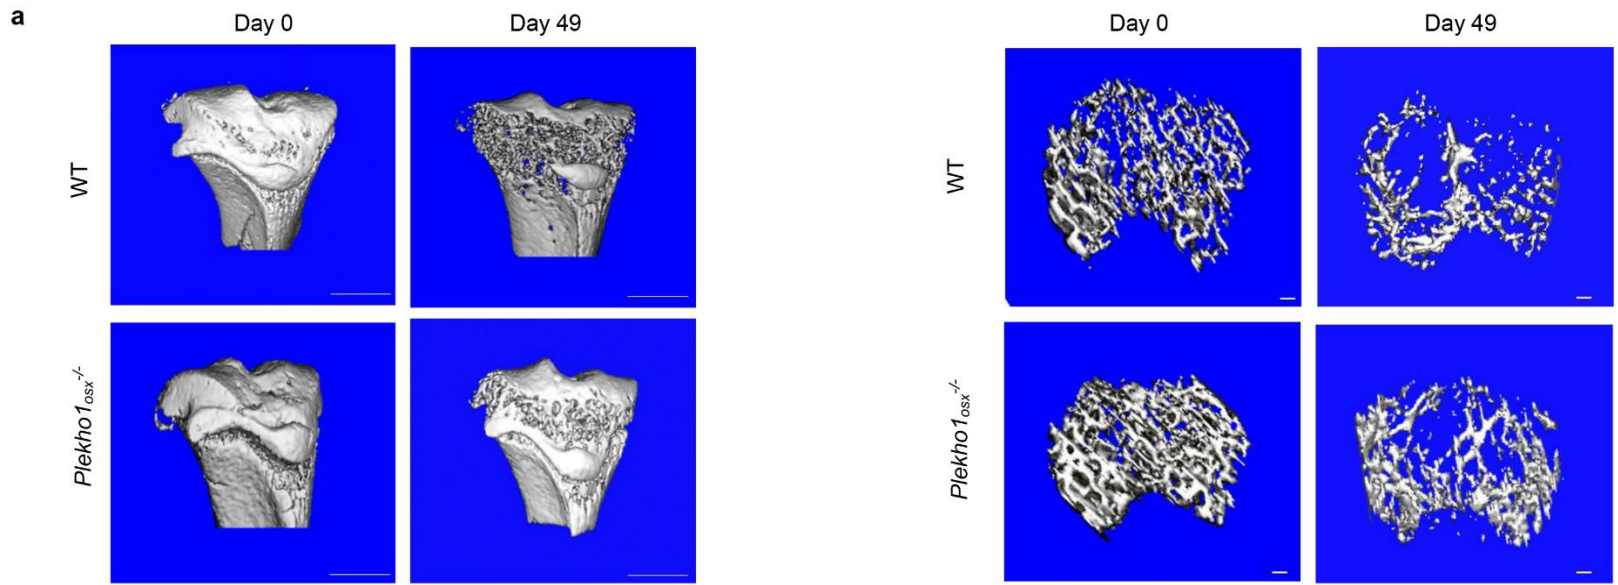 a
Day 0 Day 49 Day 0 Day 49
WT WT
Plekho1osx-/- Plekho1osx-/-